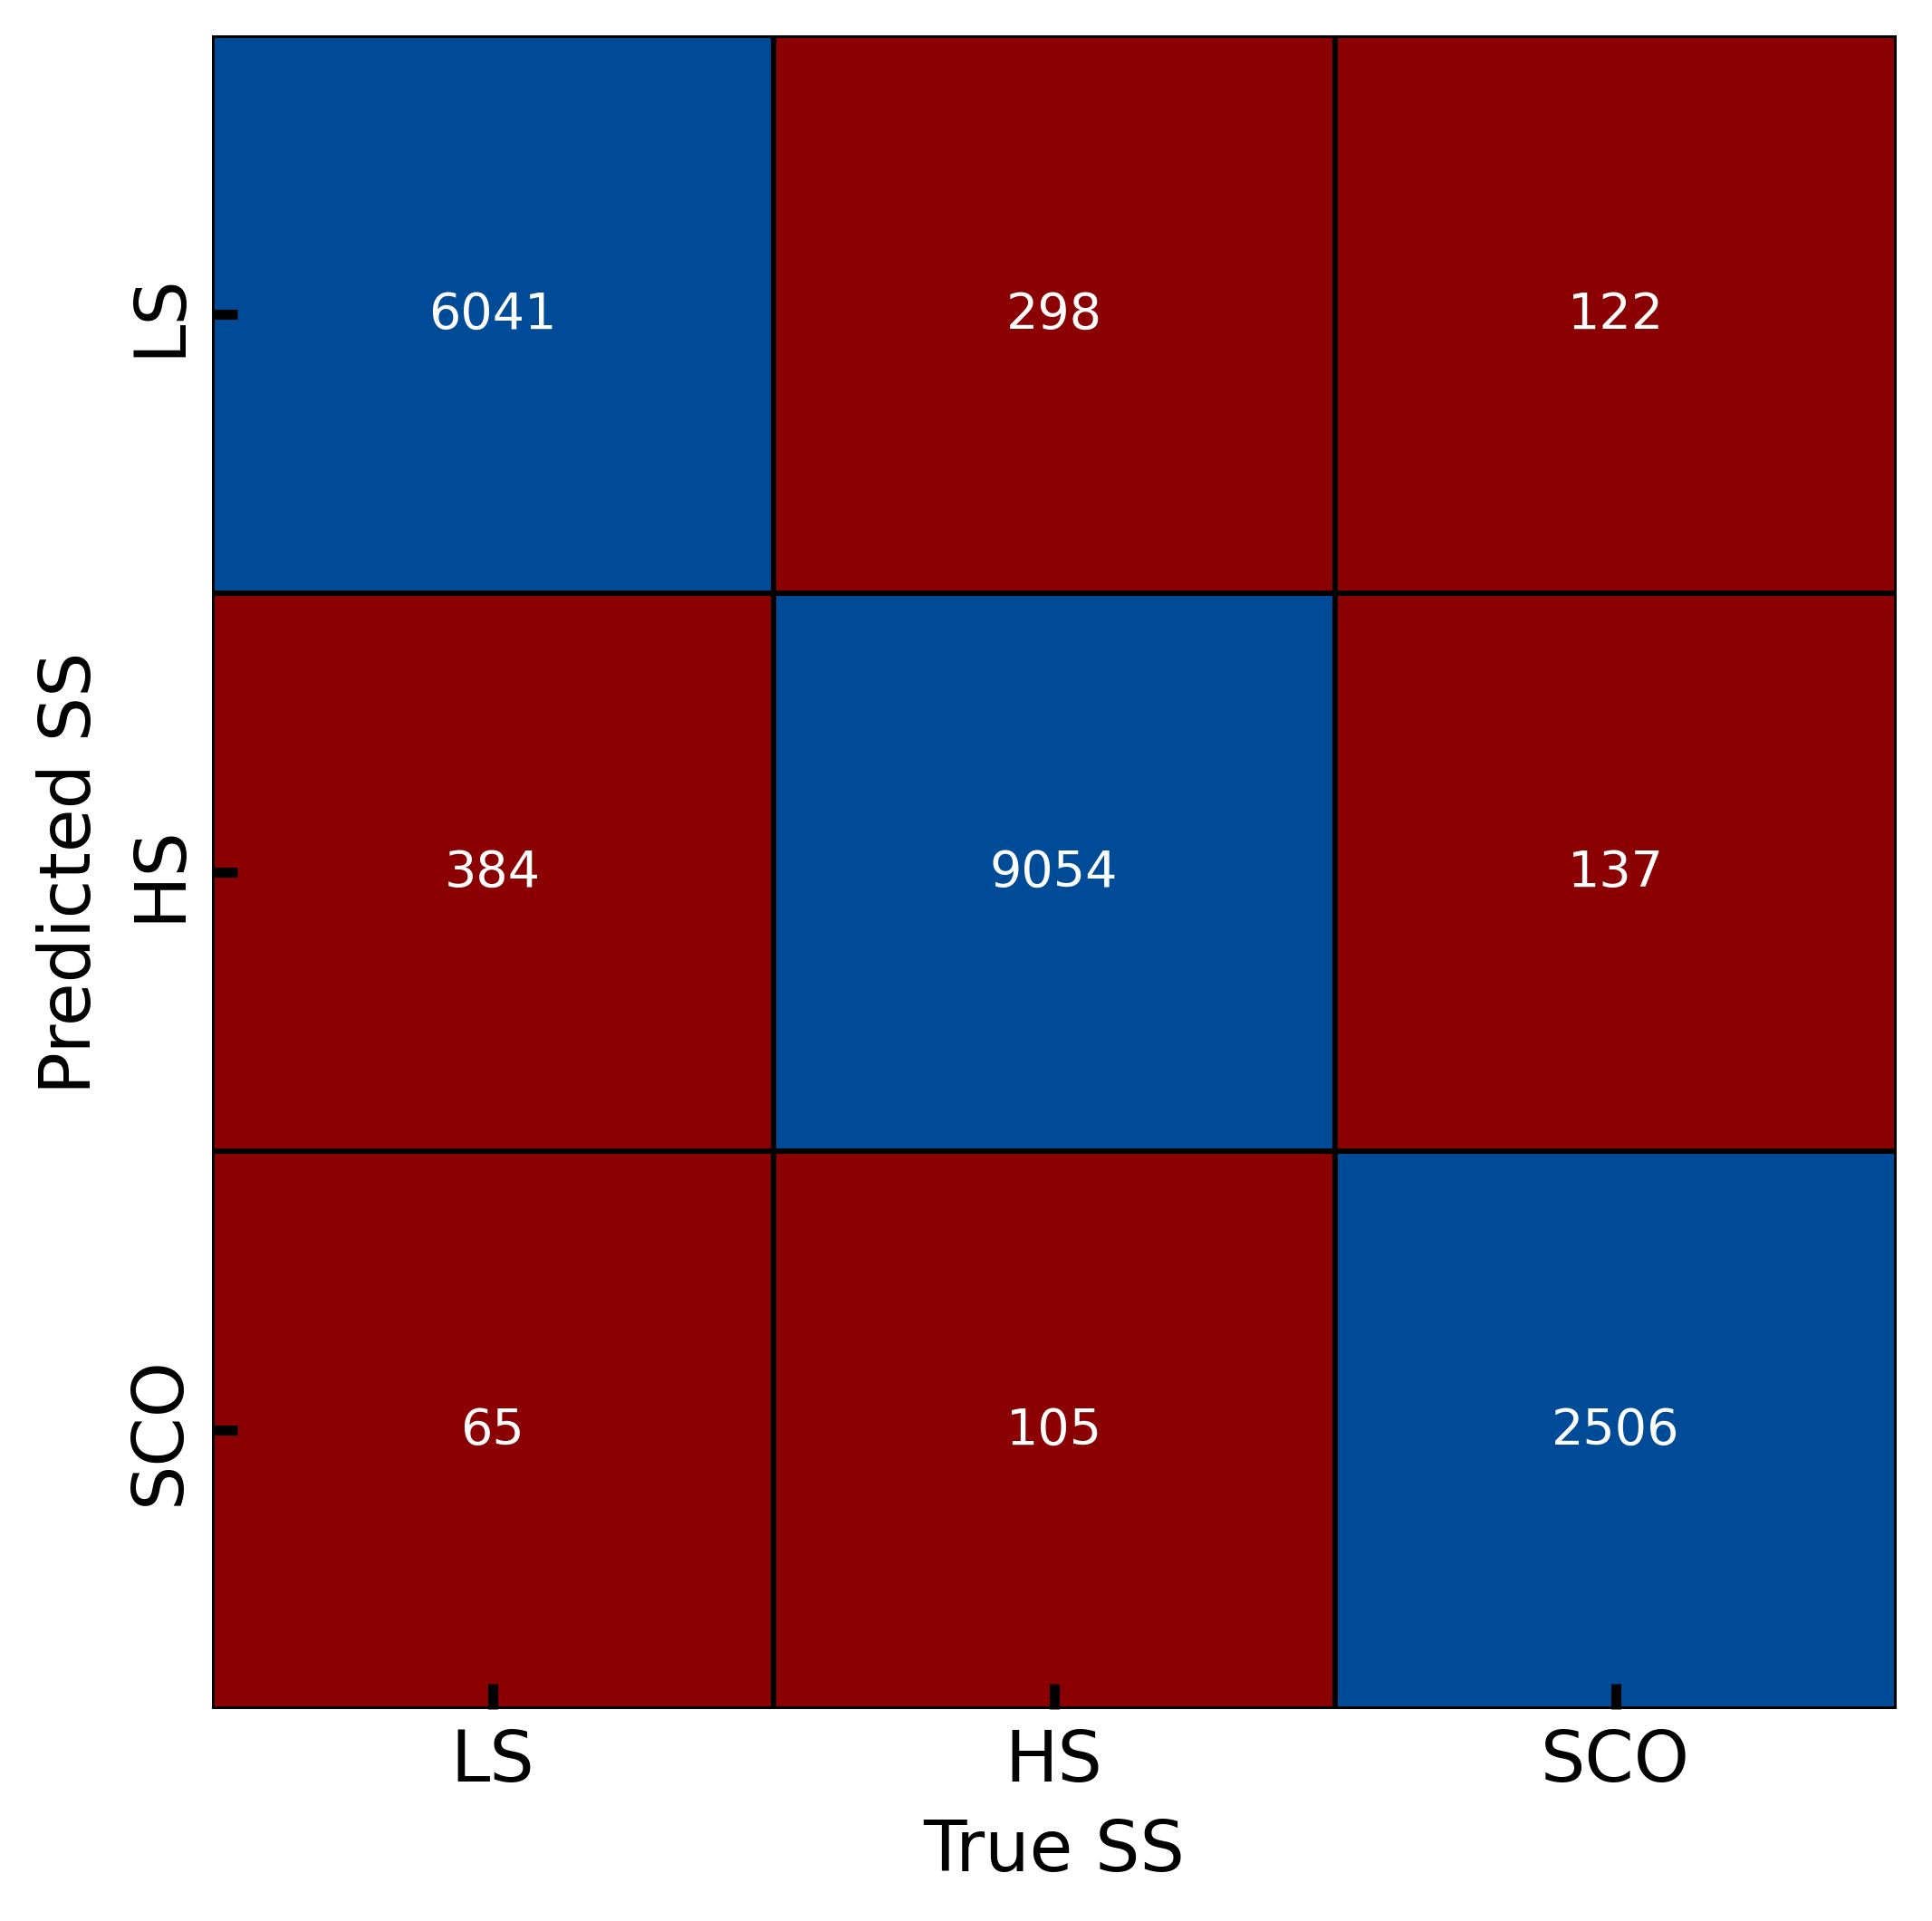 Predicted SS
LS
6041 298 122
HS
384 9054 137
SCO
65 105 2506
LS HS SCO
True SS